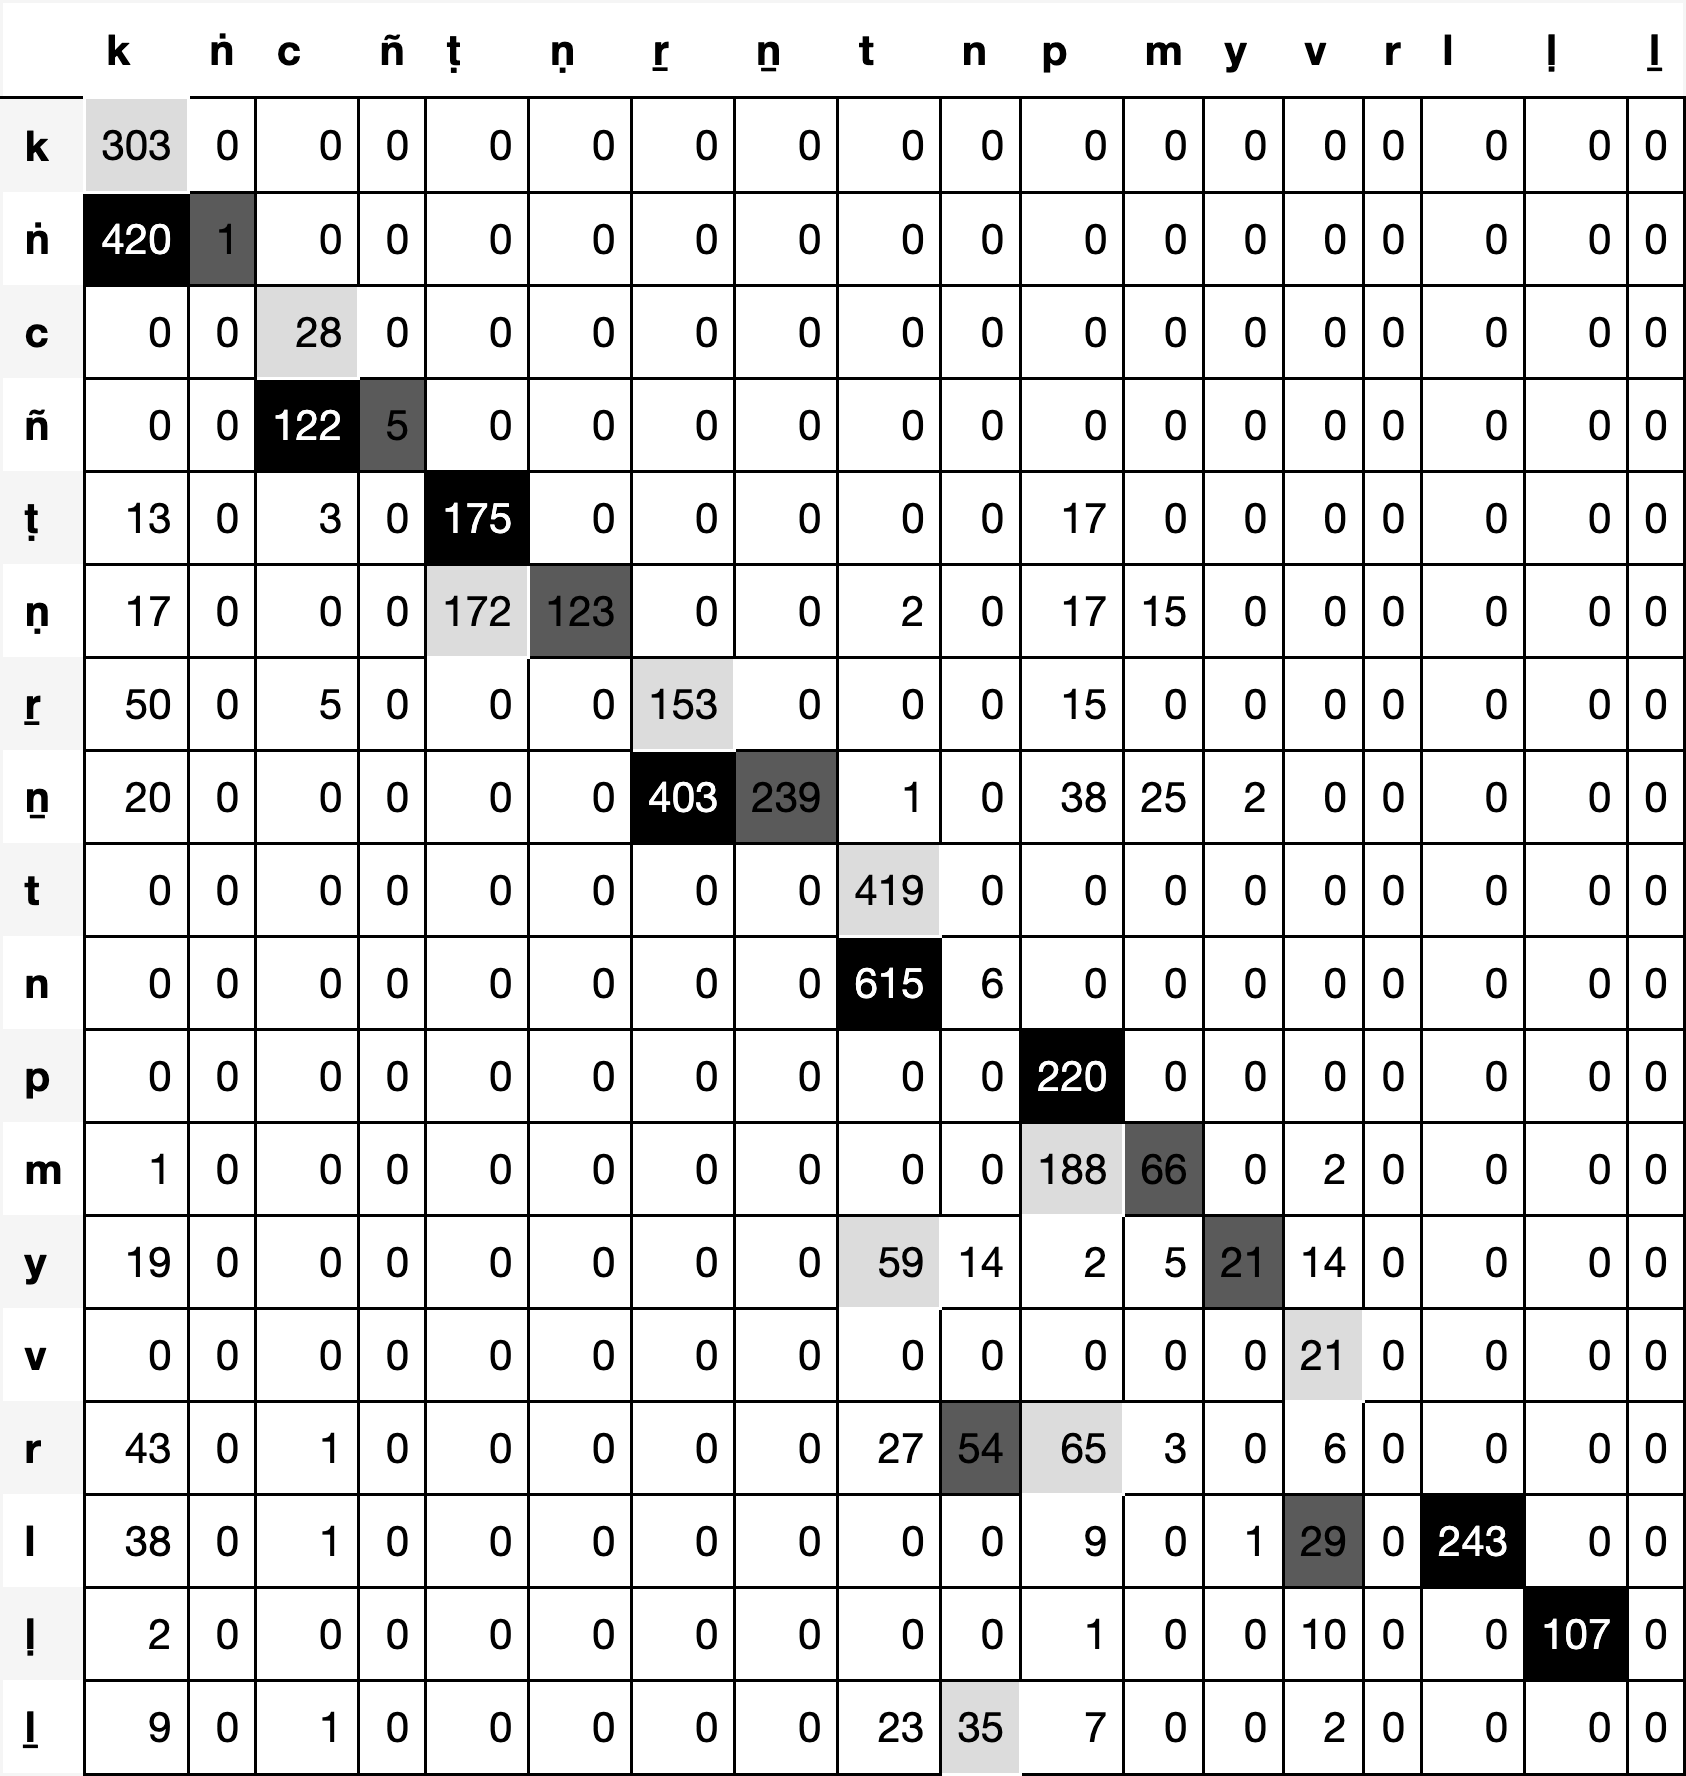 k ṅ c ñ ṭ ṇ ṟ ṉ t n p m y v r l ḷ ḻ
k 303 0 0 0 0 0 0 0 0 0 0 0 0 0 0 0 0 0
ṅ 420 1 0 0 0 0 0 0 0 0 0 0 0 0 0 0 0 0
c 0 0 28 0 0 0 0 0 0 0 0 0 0 0 0 0 0 0
ñ 0 0 122 5 0 0 0 0 0 0 0 0 0 0 0 0 0 0
ṭ 13 0 3 0 175 0 0 0 0 0 17 0 0 0 0 0 0 0
ṇ 17 0 0 0 172 123 0 0 2 0 17 15 0 0 0 0 0 0
ṟ 50 0 5 0 0 0 153 0 0 0 15 0 0 0 0 0 0 0
ṉ 20 0 0 0 0 0 403 239 1 0 38 25 2 0 0 0 0 0
t 0 0 0 0 0 0 0 0 419 0 0 0 0 0 0 0 0 0
n 0 0 0 0 0 0 0 0 615 6 0 0 0 0 0 0 0 0
p 0 0 0 0 0 0 0 0 0 0 220 0 0 0 0 0 0 0
m 1 0 0 0 0 0 0 0 0 0 188 66 0 2 0 0 0 0
y 19 0 0 0 0 0 0 0 59 14 2 5 21 14 0 0 0 0
v 0 0 0 0 0 0 0 0 0 0 0 0 0 21 0 0 0 0
r 43 0 1 0 0 0 0 0 27 54 65 3 0 6 0 0 0 0
l 38 0 1 0 0 0 0 0 0 0 9 0 1 29 0 243 0 0
ḷ 2 0 0 0 0 0 0 0 0 0 1 0 0 10 0 0 107 0
ḻ 9 0 1 0 0 0 0 0 23 35 7 0 0 2 0 0 0 0